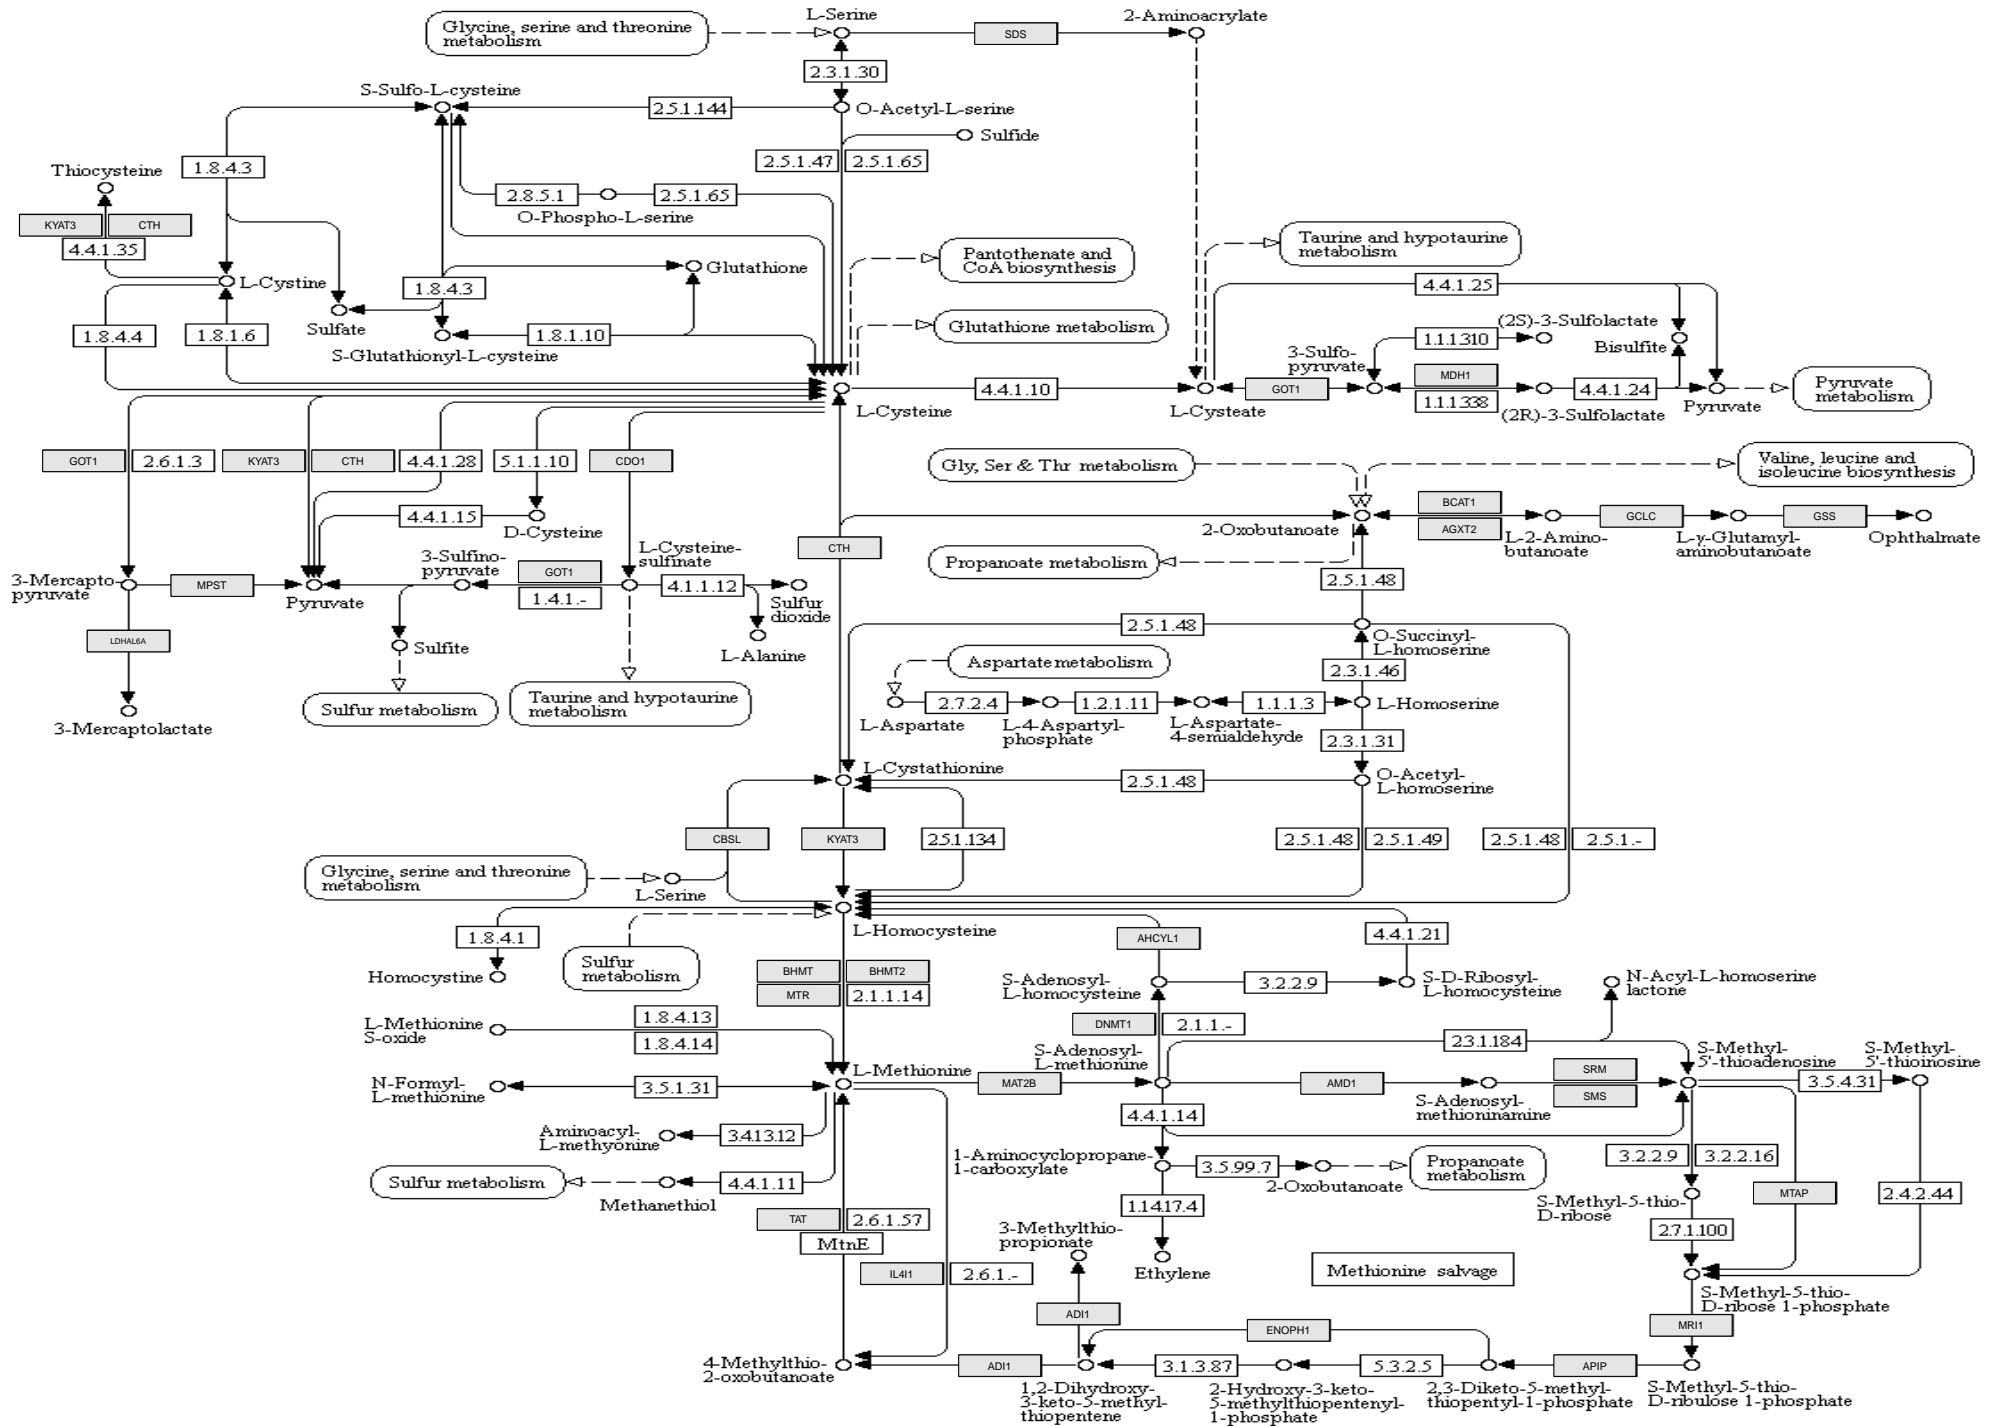 L-Serine
2-Aminoacrylate
Glycine, serine and threonine
metabolism
SDS
2.3.1.30
S-Sulfo-L-cysteine
2.5.1.144
O-Acetyl-L-serine
Sulfide
1.8.4.3
2.5.1.47
2.5.1.65
Thiocysteine
2.8.5.1
2.5.1.65
O-Phospho-L-serine
KYAT3
CTH
4.4.1.35
Pantothenate and
CoA biosynthesis
Taurine and hypotaurine
metabolism
Glutathione
L-Cystine
1.8.4.3
4.4.1.25
Sulfate
1.8.4.4
1.8.1.6
1.8.1.10
S-Glutathionyl-L-cysteine
Glutathione metabolism
(2S)-3-Sulfolactate
1.1.1310
Bisulfite
3-Sulfo-
pyruvate
MDH1
L-Cysteine
4.4.1.10
L-Cysteate
GOT1
1.1.1338
(2R)-3-Sulfolactate
4.4.1.24
Pyruvate
Pyruvate
metabolism
GOT1
2.6.1.3
KYAT3
CTH
4.4.1.28
5.1.1.10
CDO1
Gly, Ser & Thr metabolism
Valine, leucine and
isoleucine biosynthesis
4.4.1.15
D-Cysteine
2-Oxobutanoate
BCAT1
AGXT2
L-2-Amino-
butanoate
GCLC
L-γ-Glutamyl-
aminobutanoate
GSS
Ophthalmate
CTH
Propanoate metabolism
3-Mercapto-
pyruvate
MPST
Pyruvate
3-Sulfino-
pyruvate
GOT1
1.4.1.-
L-Cysteine-
sulfinate
4.1.1.12
Sulfur
dioxide
2.5.1.48
LDHAL6A
Sulfite
L-Alanine
2.5.1.48
O-Succinyl-
L-homoserine
Aspartate metabolism
2.3.1.46
3-Mercaptolactate
Sulfur metabolism
Taurine and hypotaurine
metabolism
L-Aspartate
2.7.2.4
L-4-Aspartyl-
phosphate
1.2.1.11
L-Aspartate-
4-semialdehyde
1.1.1.3
L-Homoserine
2.3.1.31
L-Cystathionine
2.5.1.48
O-Acetyl-
L-homoserine
CBSL
KYAT3
2.5.1.134
2.5.1.48
2.5.1.49
2.5.1.48
2.5.1.-
Glycine, serine and threonine
metabolism
L-Serine
1.8.4.1
Sulfur
metabolism
L-Homocysteine
AHCYL1
4.4.1.21
Homocystine
BHMT
BHMT2
MTR
2.1.1.14
S-Adenosyl-
L-homocysteine
3.2.2.9
S-D-Ribosyl-
L-homocysteine
N-Acyl-L-homoserine
lactone
L-Methionine
S-oxide
1.8.4.13
1.8.4.14
DNMT1
2.1.1.-
2.3.1.184
N-Formyl-
L-methionine
3.5.1.31
L-Methionine
MAT2B
S-Adenosyl-
L-methionine
AMD1
S-Adenosyl-
methioninamine
SRM
SMS
S-Methyl-
5'-thioadenosine
3.5.4.31
S-Methyl-
5'-thioinosine
Aminoacyl-
L-methyonine
3.4.13.12
4.4.1.14
Sulfur metabolism
Methanethiol
4.4.1.11
1-Aminocyclopropane-
1-carboxylate
3.5.99.7
2-Oxobutanoate
Propanoate
metabolism
3.2.2.9
3.2.2.16
MTAP
2.4.2.44
TAT
2.6.1.57
MtnE
1.14.17.4
S-Methyl-5-thio-
D-ribose
2.7.1.100
3-Methylthio-
propionate
IL4I1
2.6.1.-
Ethylene
Methionine salvage
S-Methyl-5-thio-
D-ribose 1-phosphate
ADI1
ENOPH1
MRI1
4-Methylthio-
2-oxobutanoate
ADI1
1,2-Dihydroxy-
3-keto-5-methyl-
thiopentene
3.1.3.87
2-Hydroxy-3-keto-
5-methylthiopentenyl-
1-phosphate
5.3.2.5
2,3-Diketo-5-methyl-
thiopentyl-1-phosphate
APIP
S-Methyl-5-thio-
D-ribulose 1-phosphate